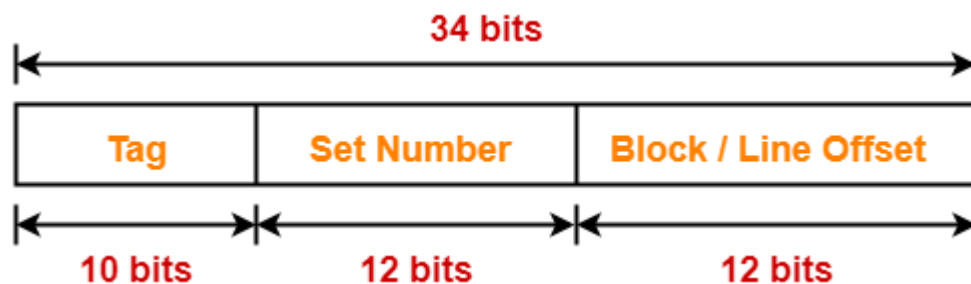 34 bits
Tag Set Number Block / Line Offset
10 bits 12 bits 12 bits